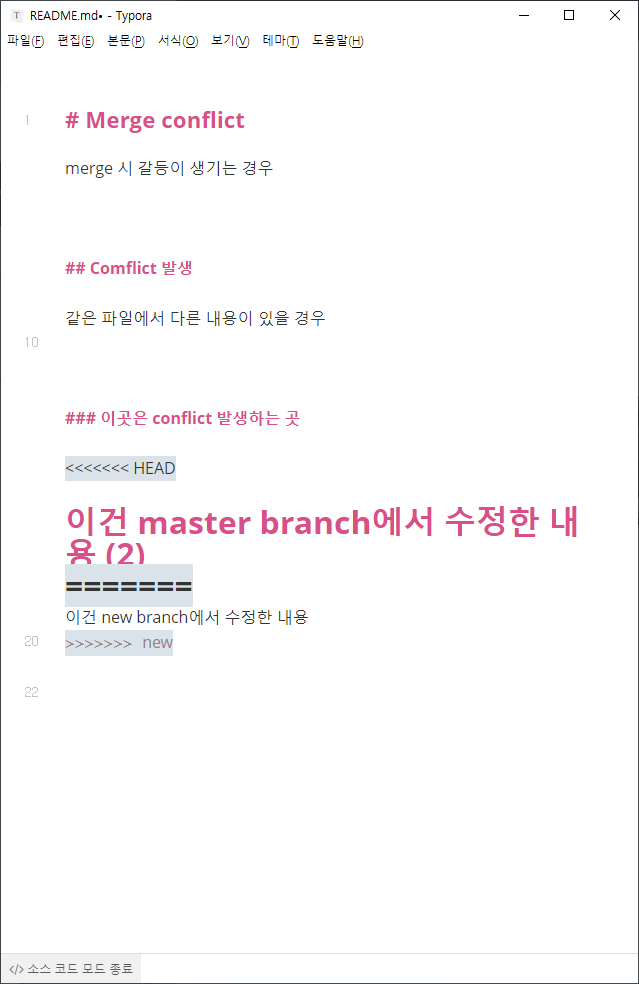 README.md• - Typora
파일(F) 편집(E) 본문(P) 서식(O) 보기(V) 테마(T) 도움말(H)
1 # Merge conflict
merge 시 갈등이 생기는 경우
## Comflict 발생
같은 파일에서 다른 내용이 있을 경우
10
### 이곳은 conflict 발생하는 곳
<<<<<<< HEAD
이건 master branch에서 수정한 내
용 (2)
=======
이건 new branch에서 수정한 내용
20 >>>>>>> new
22
</> 소스 코드 모드 종료